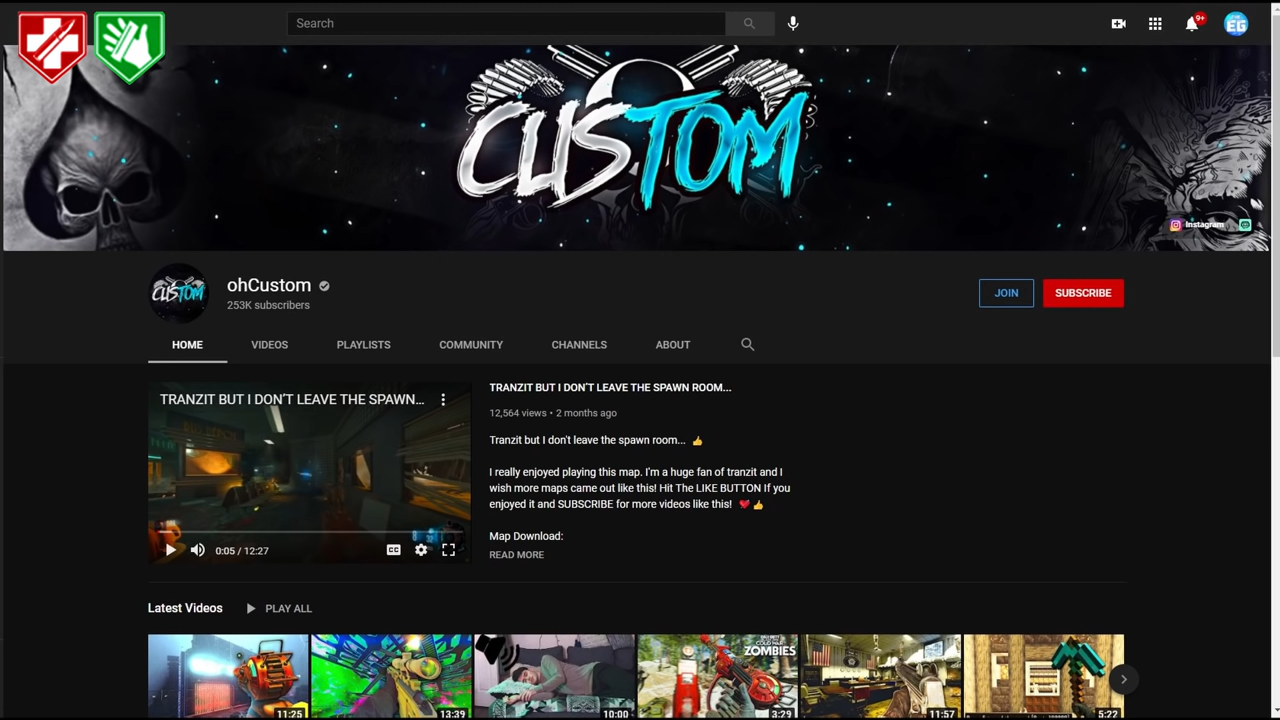 Search
9+
EG
CUSTOM
Instagram
CUSTOM
ohCustom
253K subscribers
JOIN
SUBSCRIBE
HOME
VIDEOS
PLAYLISTS
COMMUNITY
CHANNELS
ABOUT
TRANZIT BUT I DON'T LEAVE THE SPAWN...
0:05 / 12:27
CC
TRANZIT BUT I DON'T LEAVE THE SPAWN ROOM...
12,564 views • 2 months ago
Tranzit but I don't leave the spawn room... 👍
I really enjoyed playing this map. I'm a huge fan of tranzit and I
wish more maps came out like this! Hit The LIKE BUTTON If you
enjoyed it and SUBSCRIBE for more videos like this! ❤️👍
Map Download:
READ MORE
Latest Videos
PLAY ALL
11:25
13:39
10:00
ZOMBIES
3:29
11:57
5:22